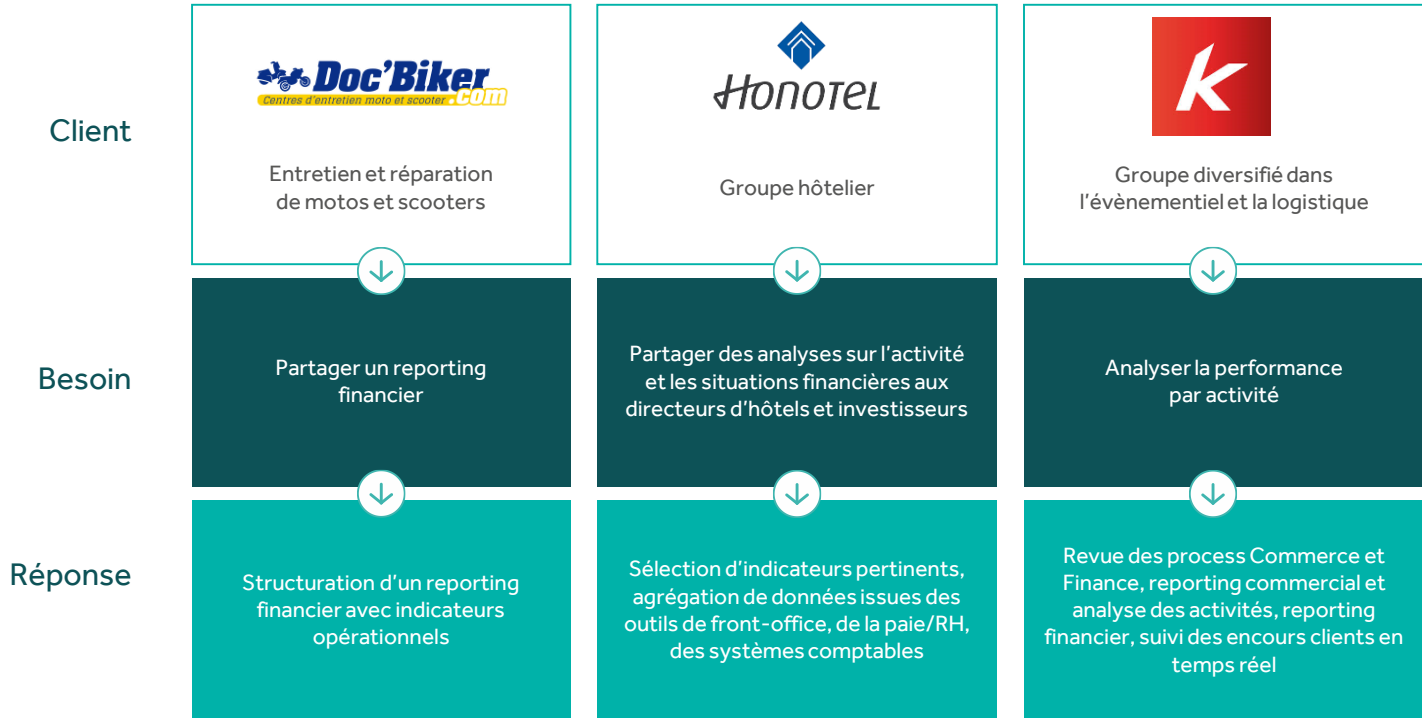 Client
Doc'Biker
.com
Centres d'entretien moto et scooter
Entretien et réparation
de motos et scooters
HONOTEL
Groupe hôtelier
k
Groupe diversifié dans
l'évènementiel et la logistique
Besoin
Partager un reporting
financier
Partager des analyses sur l'activité
et les situations financières aux
directeurs d'hôtels et investisseurs
Analyser la performance
par activité
Réponse
Structuration d'un reporting
financier avec indicateurs
opérationnels
Sélection d'indicateurs pertinents,
agrégation de données issues des
outils de front-office, de la paie/RH,
des systèmes comptables
Revue des process Commerce et
Finance, reporting commercial et
analyse des activités, reporting
financier, suivi des encours clients en
temps réel